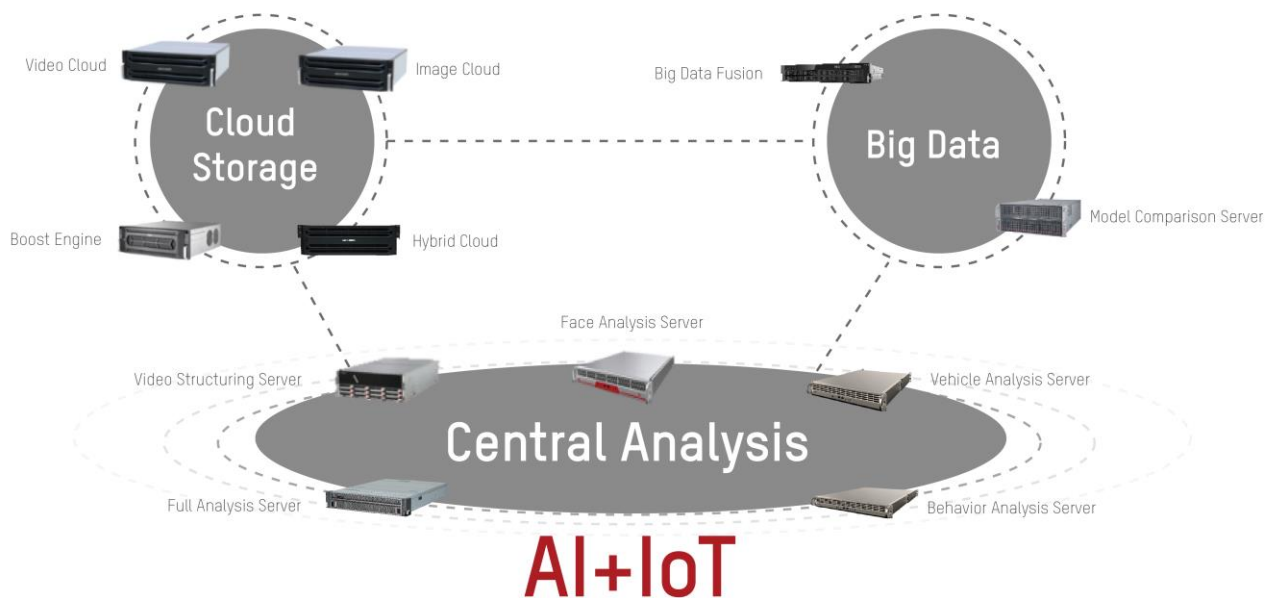 Video Cloud
Image Cloud
Big Data Fusion
Cloud
Storage
Big Data
Boost Engine
Hybrid Cloud
Model Comparison Server
Face Analysis Server
Video Structuring Server
Vehicle Analysis Server
Central Analysis
Full Analysis Server
Behavior Analysis Server
AI+IoT